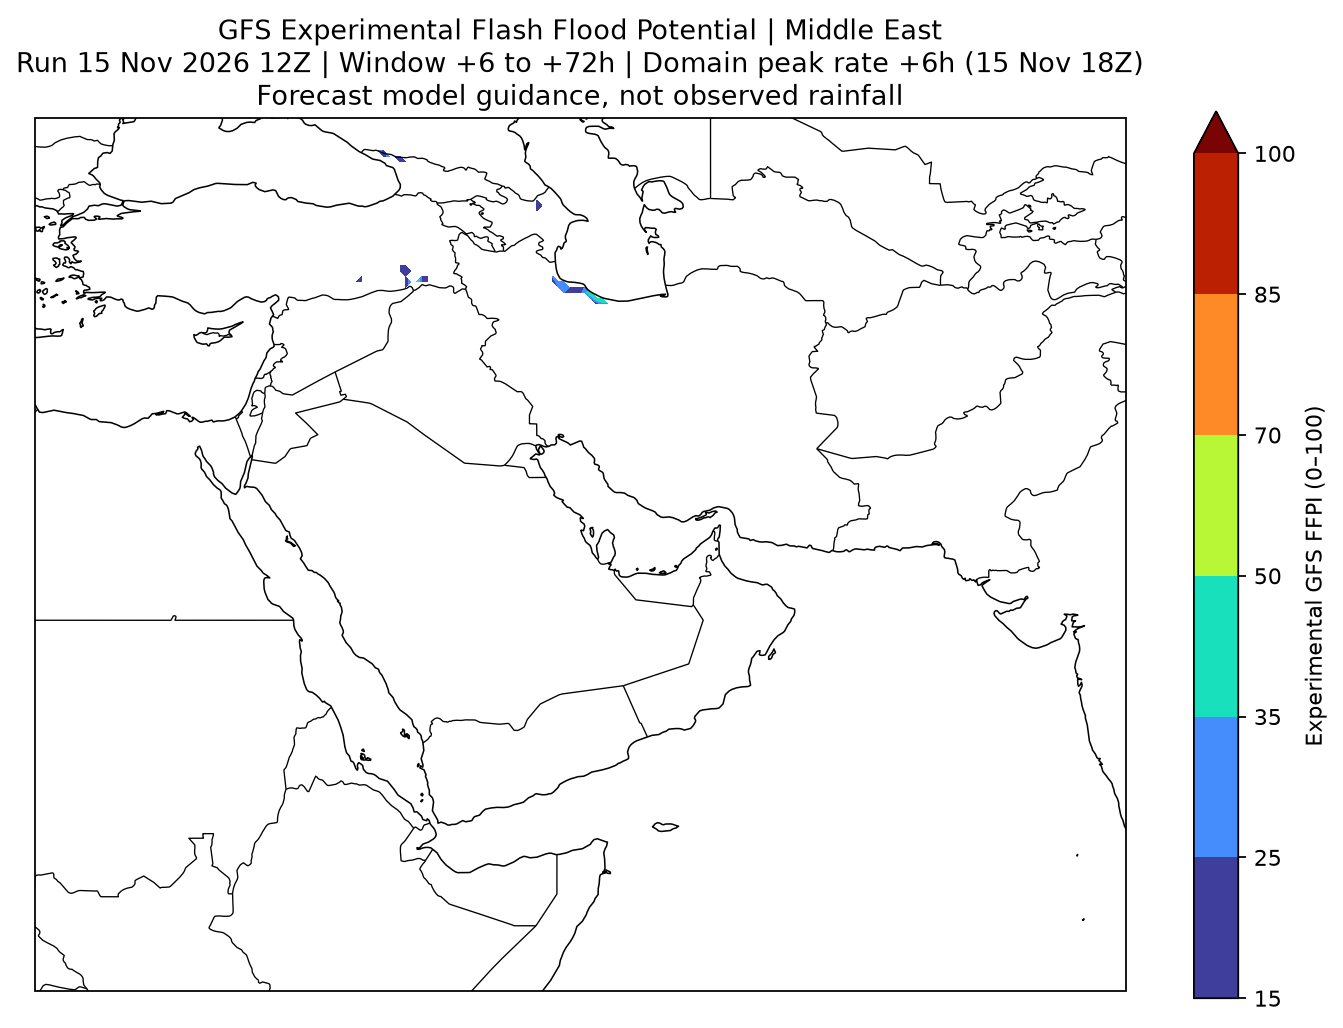 GFS Experimental Flash Flood Potential | Middle East
Run 15 Nov 2026 12Z | Window +6 to +72h | Domain peak rate +6h (15 Nov 18Z)
Forecast model guidance, not observed rainfall
100
85
70
50
35
25
15
Experimental GFS FFPI (0–100)